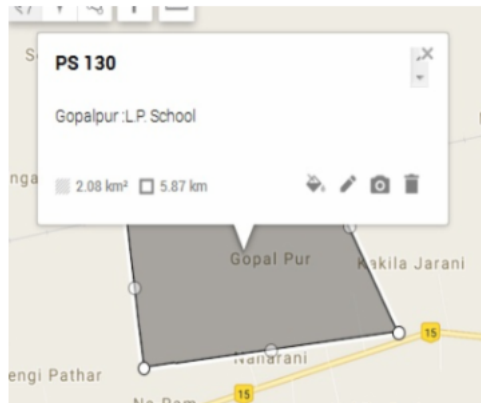 PS 130
Gopalpur :L.P. School
2.08 km² 5.87 km
Gopal Pur
Kakila Jarani
15
Naharani
engi Pathar
15